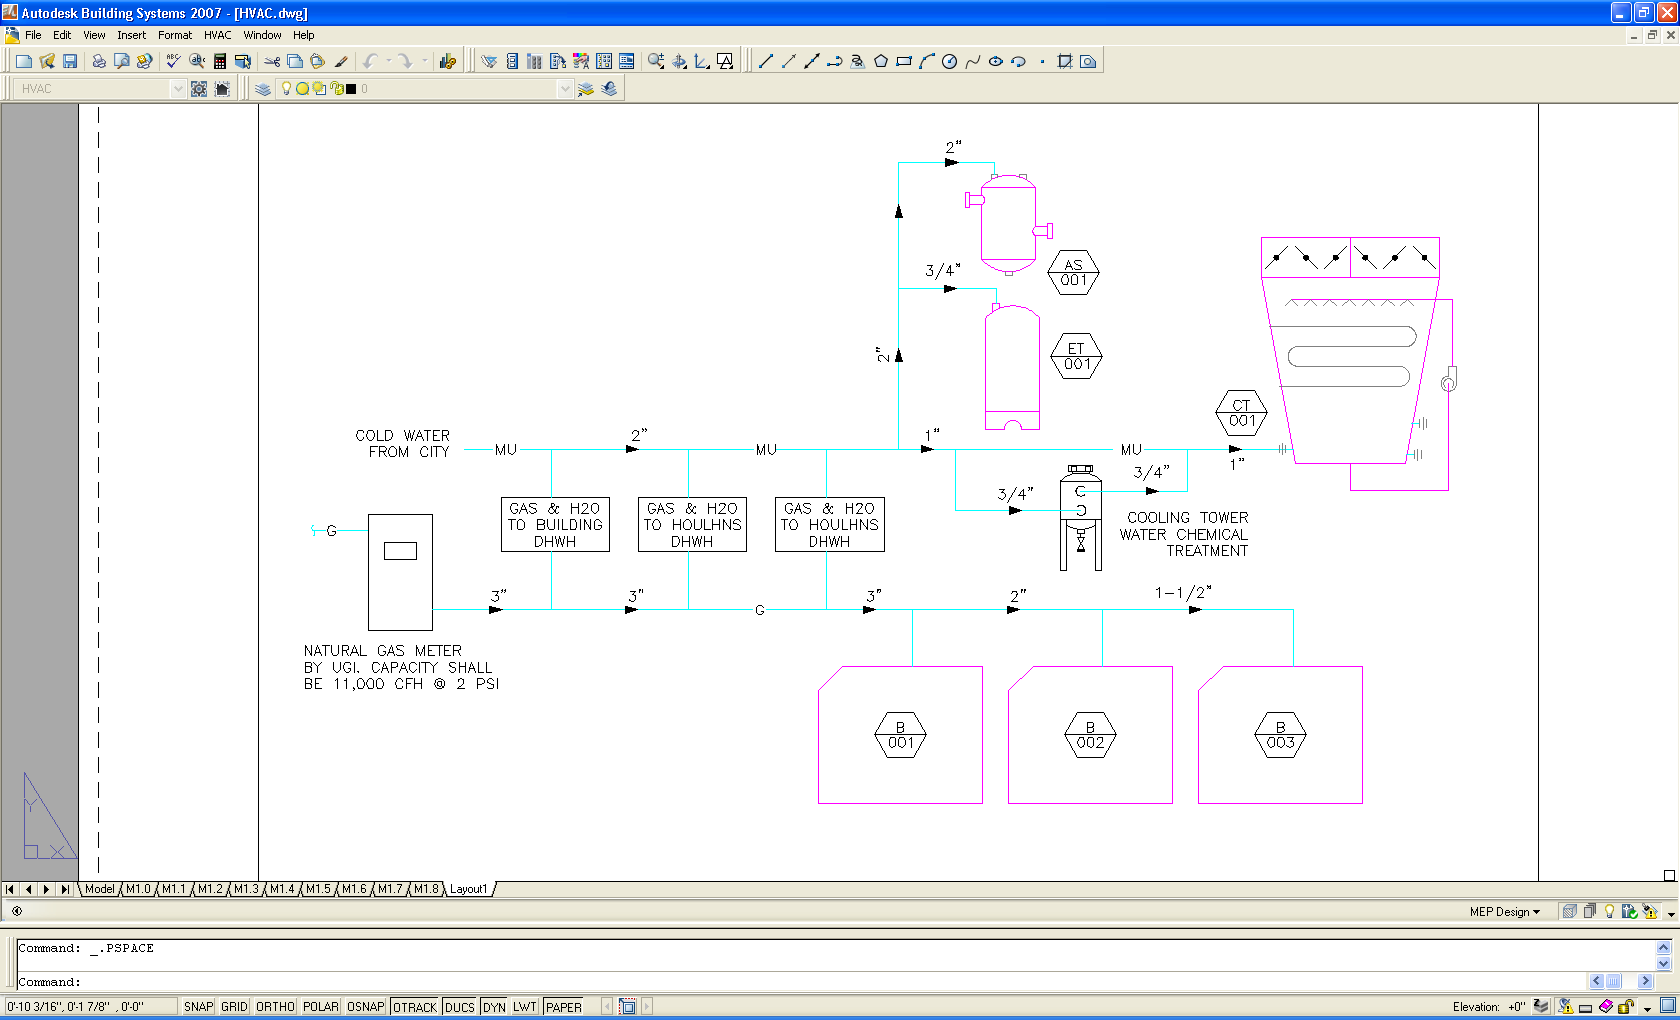 Autodesk Building Systems 2007 - [HVAC.dwg]
File Edit View Insert Format HVAC Window Help
ABC
HVAC
0
2"
AS
001
3/4"
ET
001
2"
CT
001
COLD WATER
FROM CITY
MU
2"
MU
1"
MU
1"
3/4"
3/4"
GAS & H2O
TO BUILDING
DHWH
GAS & H2O
TO HOULHNS
DHWH
GAS & H2O
TO HOULHNS
DHWH
COOLING TOWER
WATER CHEMICAL
TREATMENT
G
3"
3"
G
3"
2"
1-1/2"
NATURAL GAS METER
BY UGI. CAPACITY SHALL
BE 11,000 CFH @ 2 PSI
B
001
B
002
B
003
Y
X
Model M1.0 M1.1 M1.2 M1.3 M1.4 M1.5 M1.6 M1.7 M1.8 Layout1
MEP Design
Command: _.PSPACE
Command:
0'-10 3/16", 0'-1 7/8" , 0'-0" SNAP GRID ORTHO POLAR OSNAP OTRACK DUCS DYN LWT PAPER Elevation: +0"